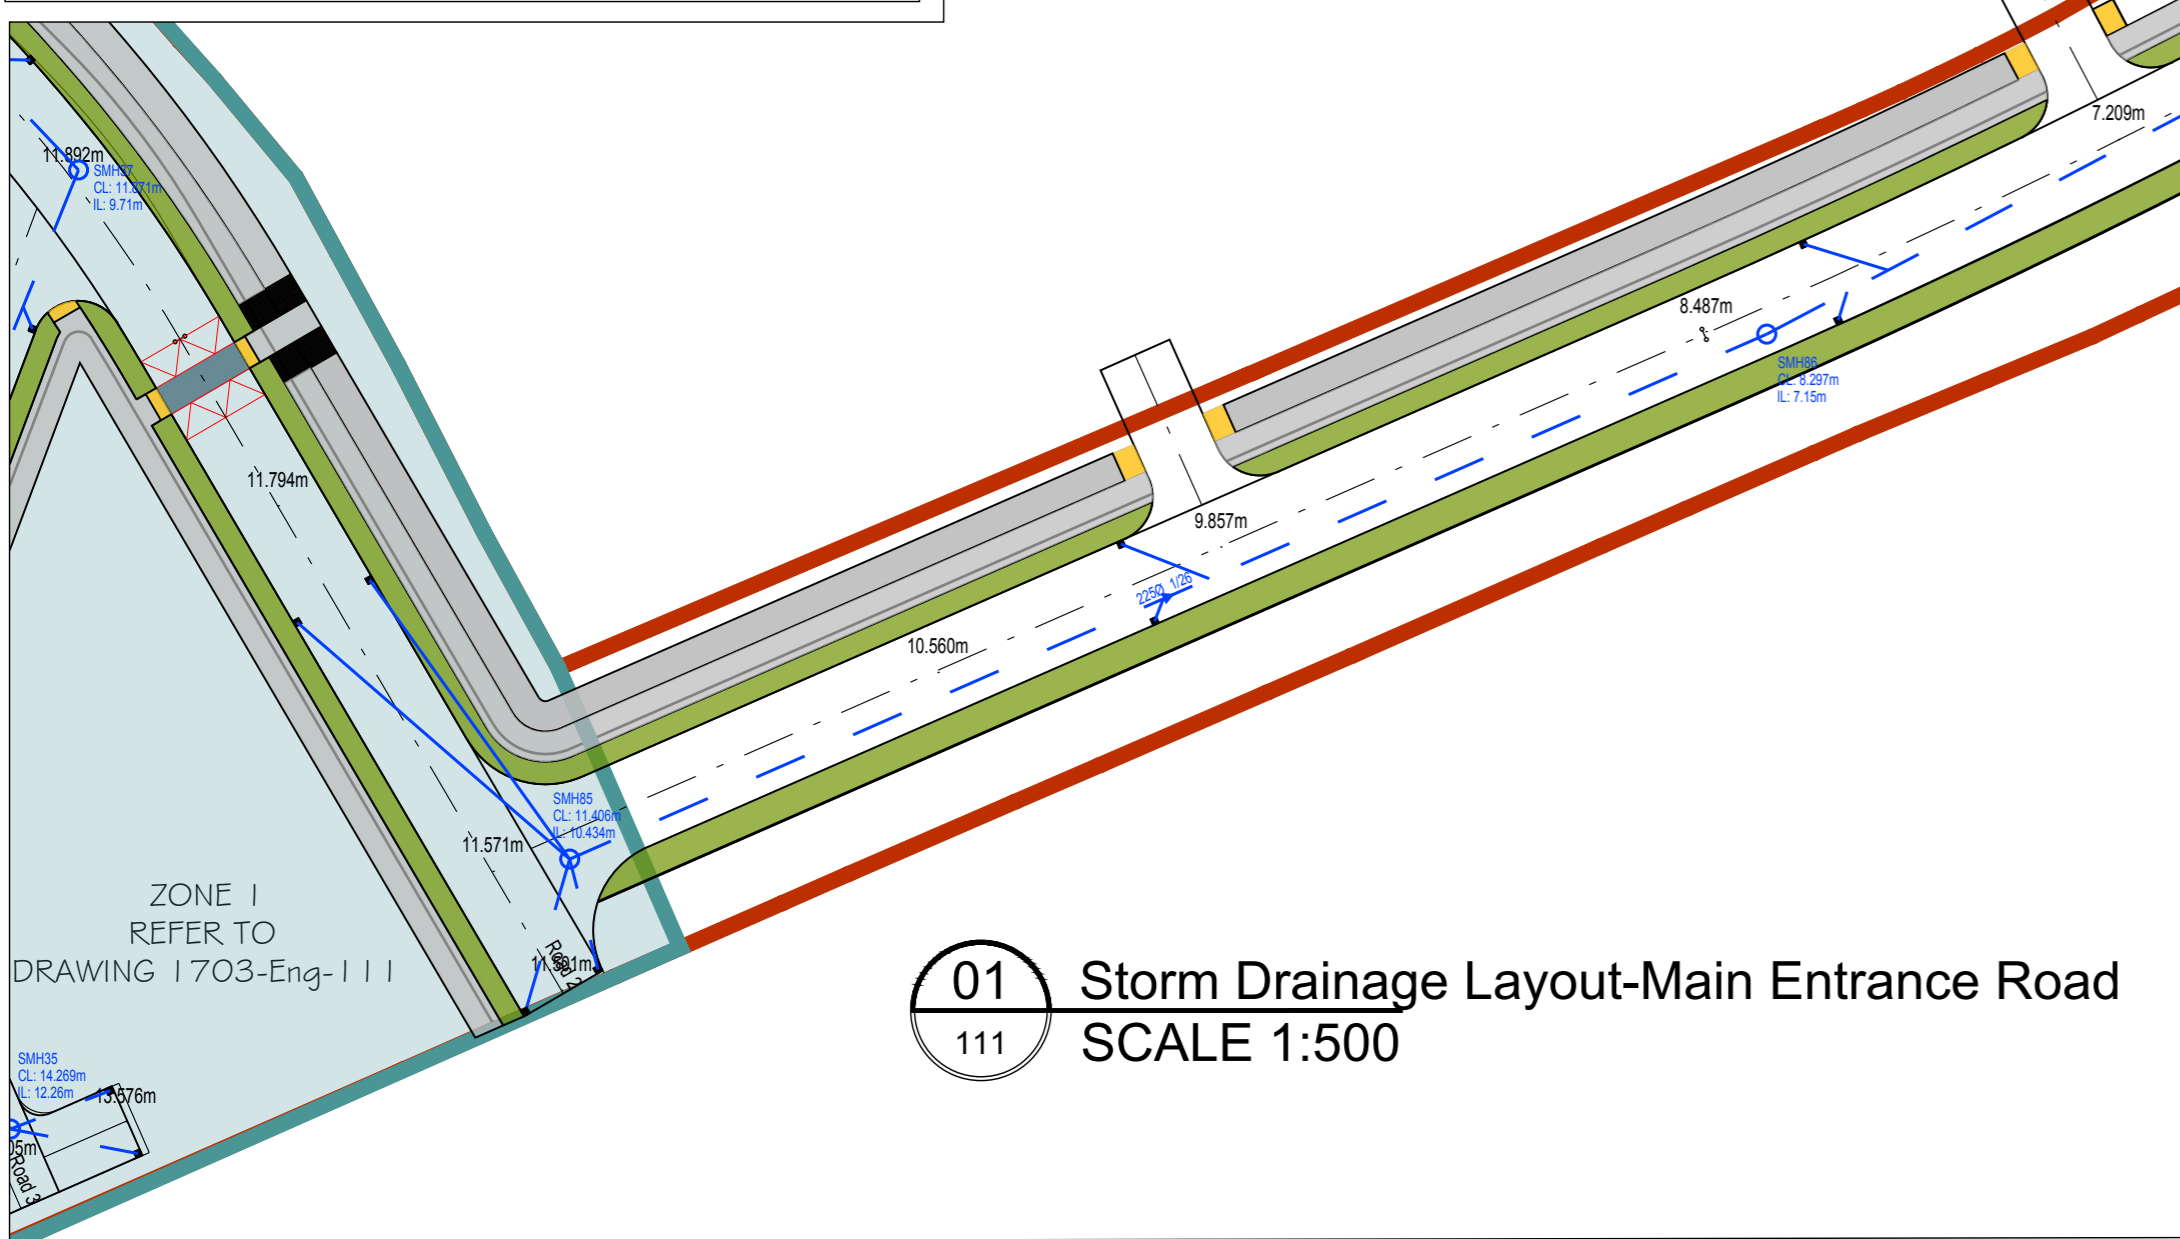 7.209m
11.892m
SMH37
CL: 11.871m
IL: 9.71m
8.487m
SMH86
CL: 8.297m
IL: 7.15m
11.794m
9.857m
225Ø 1/26
10.560m
SMH85
CL: 11.406m
IL: 10.434m
11.571m
ZONE 1
REFER TO
DRAWING 1703-Eng-111
Road 2
01
Storm Drainage Layout-Main Entrance Road
111
SCALE 1:500
SMH35
CL: 14.269m
IL: 12.26m
13.576m
Road 3